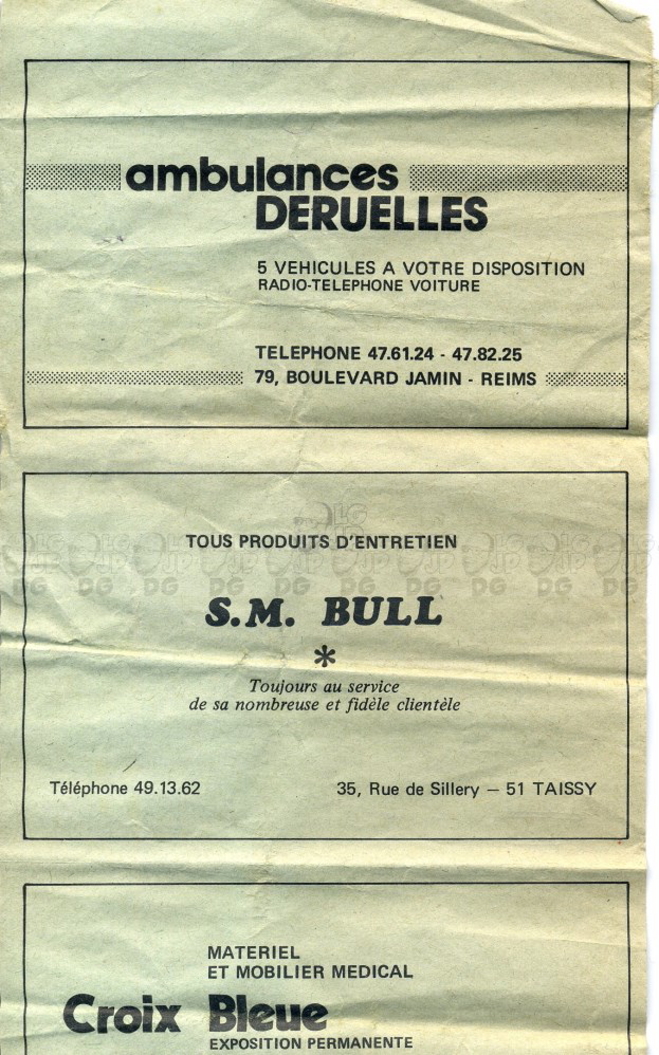 ambulances
DERUELLES
5 VEHICULES A VOTRE DISPOSITION
RADIO-TELEPHONE VOITURE
TELEPHONE 47.61.24 - 47.82.25
79, BOULEVARD JAMIN - REIMS
TOUS PRODUITS D'ENTRETIEN
S.M. BULL
*
Toujours au service
de sa nombreuse et fidèle clientèle
Téléphone 49.13.62 35, Rue de Sillery — 51 TAISSY
MATERIEL
ET MOBILIER MEDICAL
Croix Bleue
EXPOSITION PERMANENTE